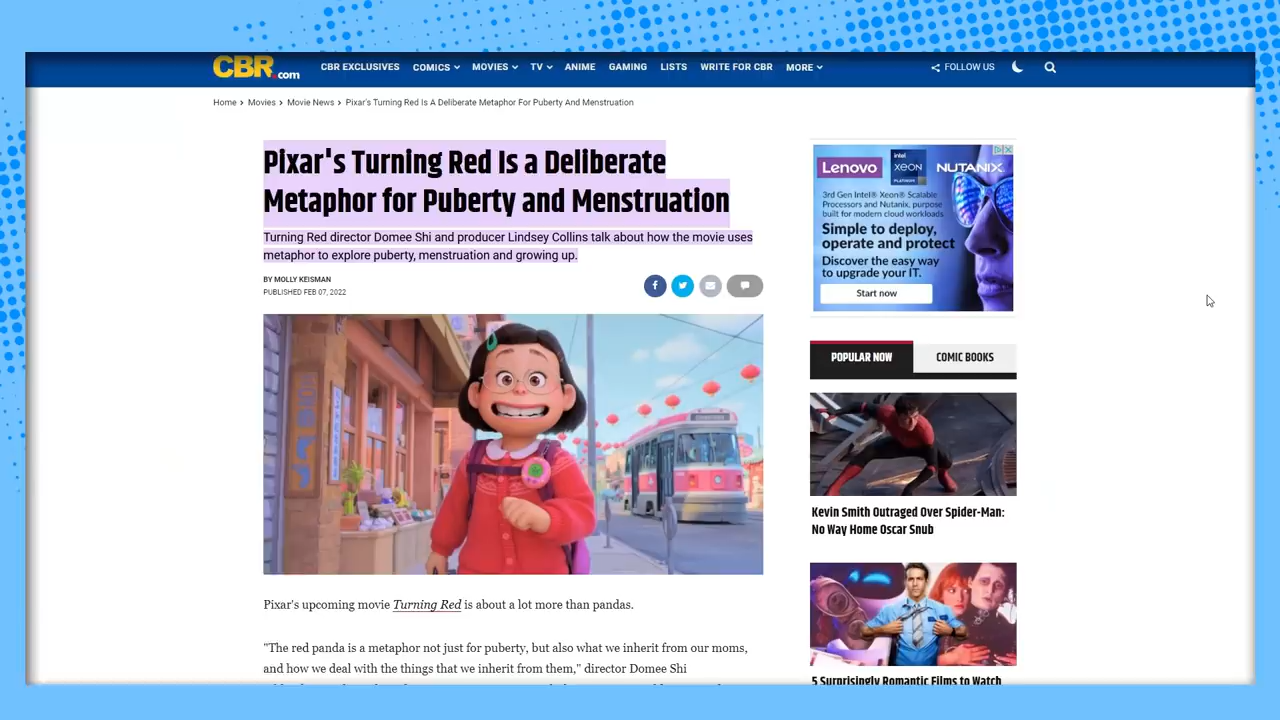 CBR.com
CBR EXCLUSIVES COMICS MOVIES TV ANIME GAMING LISTS WRITE FOR CBR MORE FOLLOW US
Home > Movies > Movie News > Pixar's Turning Red Is A Deliberate Metaphor For Puberty And Menstruation
Pixar's Turning Red Is a Deliberate
Metaphor for Puberty and Menstruation
Turning Red director Domee Shi and producer Lindsey Collins talk about how the movie uses
metaphor to explore puberty, menstruation and growing up.
BY MOLLY KEISMAN
PUBLISHED FEB 07, 2022
Pixar's upcoming movie Turning Red is about a lot more than pandas.
"The red panda is a metaphor not just for puberty, but also what we inherit from our moms,
and how we deal with the things that we inherit from them," director Domee Shi
Lenovo
intel
XEON
PLATINUM
NUTANIX
3rd Gen Intel® Xeon® Scalable
Processors and Nutanix, purpose
built for modern cloud workloads.
Simple to deploy,
operate and protect
Discover the easy way
to upgrade your IT.
Start now
POPULAR NOW COMIC BOOKS
Kevin Smith Outraged Over Spider-Man:
No Way Home Oscar Snub
5 Surprisingly Romantic Films to Watch